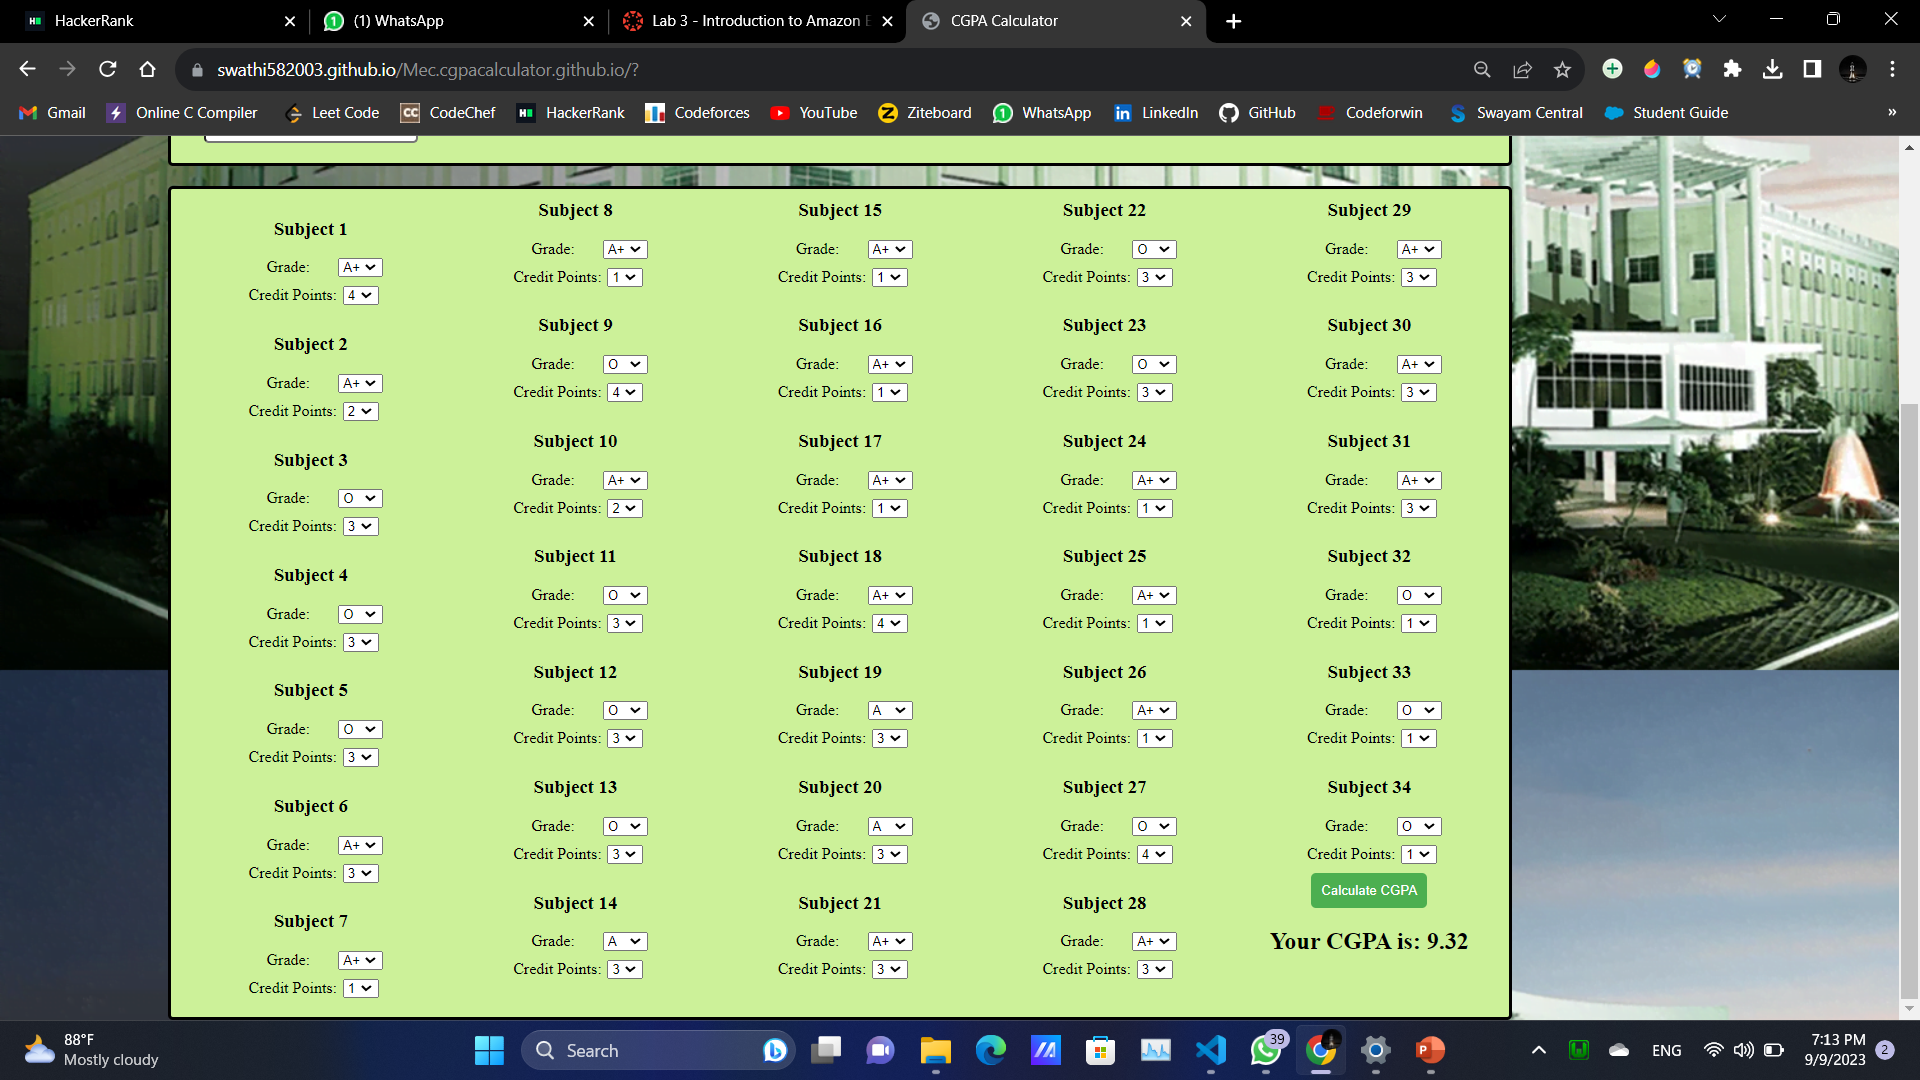 HackerRank
(1) WhatsApp
Lab 3 - Introduction to Amazon E
CGPA Calculator
swathi582003.github.io/Mec.cgpacalculator.github.io/?
Gmail
Online C Compiler
Leet Code
CodeChef
HackerRank
Codeforces
YouTube
Ziteboard
WhatsApp
LinkedIn
GitHub
Codeforwin
Swayam Central
Student Guide
»
Subject 1
Grade: A+
Credit Points: 4
Subject 2
Grade: A+
Credit Points: 2
Subject 3
Grade: O
Credit Points: 3
Subject 4
Grade: O
Credit Points: 3
Subject 5
Grade: O
Credit Points: 3
Subject 6
Grade: A+
Credit Points: 3
Subject 7
Grade: A+
Credit Points: 1
Subject 8
Grade: A+
Credit Points: 1
Subject 9
Grade: O
Credit Points: 4
Subject 10
Grade: A+
Credit Points: 2
Subject 11
Grade: O
Credit Points: 3
Subject 12
Grade: O
Credit Points: 3
Subject 13
Grade: O
Credit Points: 3
Subject 14
Grade: A
Credit Points: 3
Subject 15
Grade: A+
Credit Points: 1
Subject 16
Grade: A+
Credit Points: 1
Subject 17
Grade: A+
Credit Points: 1
Subject 18
Grade: A+
Credit Points: 4
Subject 19
Grade: A
Credit Points: 3
Subject 20
Grade: A
Credit Points: 3
Subject 21
Grade: A+
Credit Points: 3
Subject 22
Grade: O
Credit Points: 3
Subject 23
Grade: O
Credit Points: 3
Subject 24
Grade: A+
Credit Points: 1
Subject 25
Grade: A+
Credit Points: 1
Subject 26
Grade: A+
Credit Points: 1
Subject 27
Grade: O
Credit Points: 4
Subject 28
Grade: A+
Credit Points: 3
Subject 29
Grade: A+
Credit Points: 3
Subject 30
Grade: A+
Credit Points: 3
Subject 31
Grade: A+
Credit Points: 3
Subject 32
Grade: O
Credit Points: 1
Subject 33
Grade: O
Credit Points: 1
Subject 34
Grade: O
Credit Points: 1
Calculate CGPA
Your CGPA is: 9.32
88°F
Mostly cloudy
Search
39
ENG
7:13 PM
9/9/2023
2